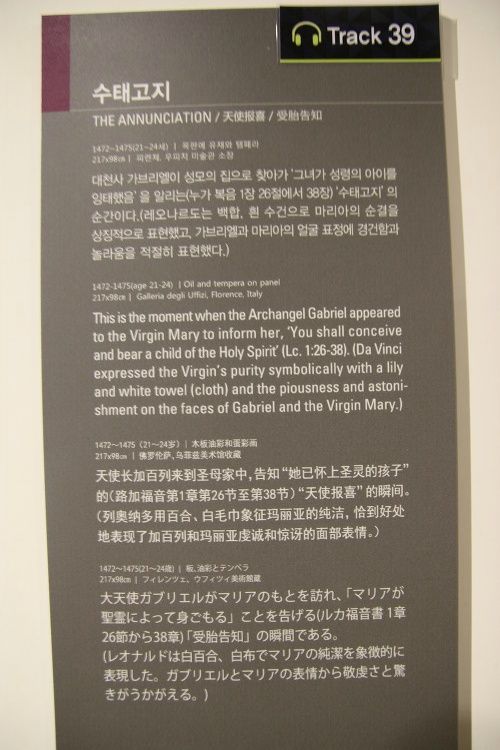 Track 39
수태고지
THE ANNUNCIATION / 天使报喜 / 受胎告知
1472~1475(21~24세) | 목판에 유채와 템페라
217x98㎝ | 피렌체, 우피치 미술관 소장
대천사 가브리엘이 성모의 집으로 찾아가 '그녀가 성령의 아이를
잉태했음' 을 알리는(누가 복음 1장 26절에서 38장) '수태고지' 의
순간이다.(레오나르도는 백합, 흰 수건으로 마리아의 순결을
상징적으로 표현했고, 가브리엘과 마리아의 얼굴 표정에 경건함과
놀라움을 적절히 표현했다.)
1472-1475(age 21-24) | Oil and tempera on panel
217x98㎝ | Galleria degli Uffizi, Florence, Italy
This is the moment when the Archangel Gabriel appeared
to the Virgin Mary to inform her, 'You shall conceive
and bear a child of the Holy Spirit' (Lc. 1:26-38). (Da Vinci
expressed the Virgin's purity symbolically with a lily
and white towel (cloth) and the piousness and astoni-
shment on the faces of Gabriel and the Virgin Mary.)
1472~1475（21~24岁）| 木板油彩和蛋彩画
217x98㎝ | 佛罗伦萨,乌菲兹美术馆收藏
天使长加百列来到圣母家中，告知“她已怀上圣灵的孩子”
的（路加福音第1章第26节至第38节）“天使报喜”的瞬间。
（列奥纳多用百合、白毛巾象征玛丽亚的纯洁，恰到好处
地表现了加百列和玛丽亚虔诚和惊讶的面部表情。）
1472~1475(21~24歳) | 板、油彩とテンペラ
217x98㎝ | フィレンツェ、ウフィツィ美術館蔵
大天使ガブリエルがマリアのもとを訪れ、「マリアが
聖霊によって身ごもる」ことを告げる(ルカ福音書 1章
26節から38章)「受胎告知」の瞬間である。
(レオナルドは白百合、白布でマリアの純潔を象徴的に
表現した。ガブリエルとマリアの表情から敬虔さと驚
きがうかがえる。)